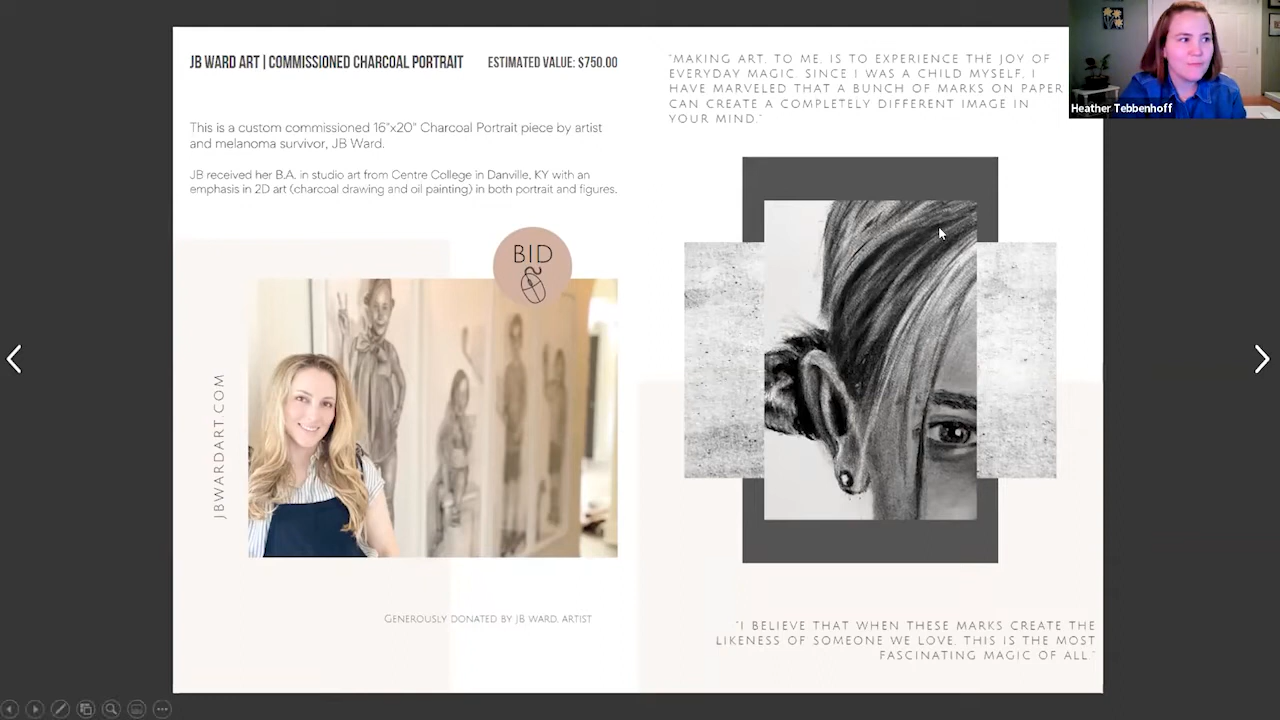 JB WARD ART | COMMISSIONED CHARCOAL PORTRAIT
ESTIMATED VALUE: $750.00
This is a custom commissioned 16"x20" Charcoal Portrait piece by artist
and melanoma survivor, JB Ward.
JB received her B.A. in studio art from Centre College in Danville, KY with an
emphasis in 2D art (charcoal drawing and oil painting) in both portrait and figures.
BID
JBWARDART.COM
GENEROUSLY DONATED BY JB WARD, ARTIST
"MAKING ART, TO ME, IS TO EXPERIENCE THE JOY OF
EVERYDAY MAGIC. SINCE I WAS A CHILD MYSELF, I
HAVE MARVELED THAT A BUNCH OF MARKS ON PAPER
CAN CREATE A COMPLETELY DIFFERENT IMAGE IN
YOUR MIND."
"I BELIEVE THAT WHEN THESE MARKS CREATE THE
LIKENESS OF SOMEONE WE LOVE, THIS IS THE MOST
FASCINATING MAGIC OF ALL."
Heather Tebbenhoff